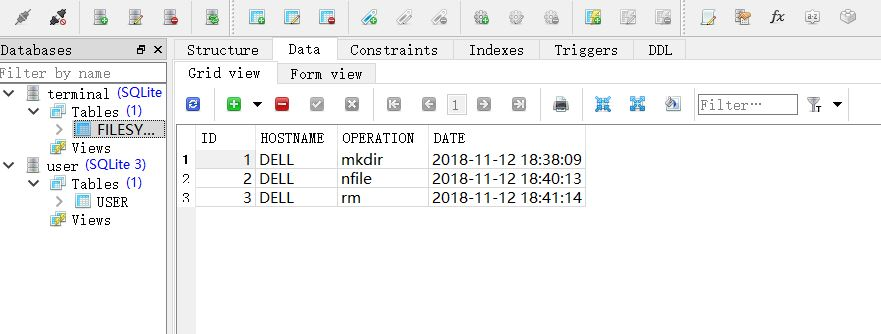 Databases
Structure Data Constraints Indexes Triggers DDL
Filter by name
Grid view Form view
terminal (SQLite
Tables (1)
FILESY...
Views
user (SQLite 3)
Tables (1)
USER
Views
1
Filter...
ID HOSTNAME OPERATION DATE
1 1 DELL mkdir 2018-11-12 18:38:09
2 2 DELL nfile 2018-11-12 18:40:13
3 3 DELL rm 2018-11-12 18:41:14